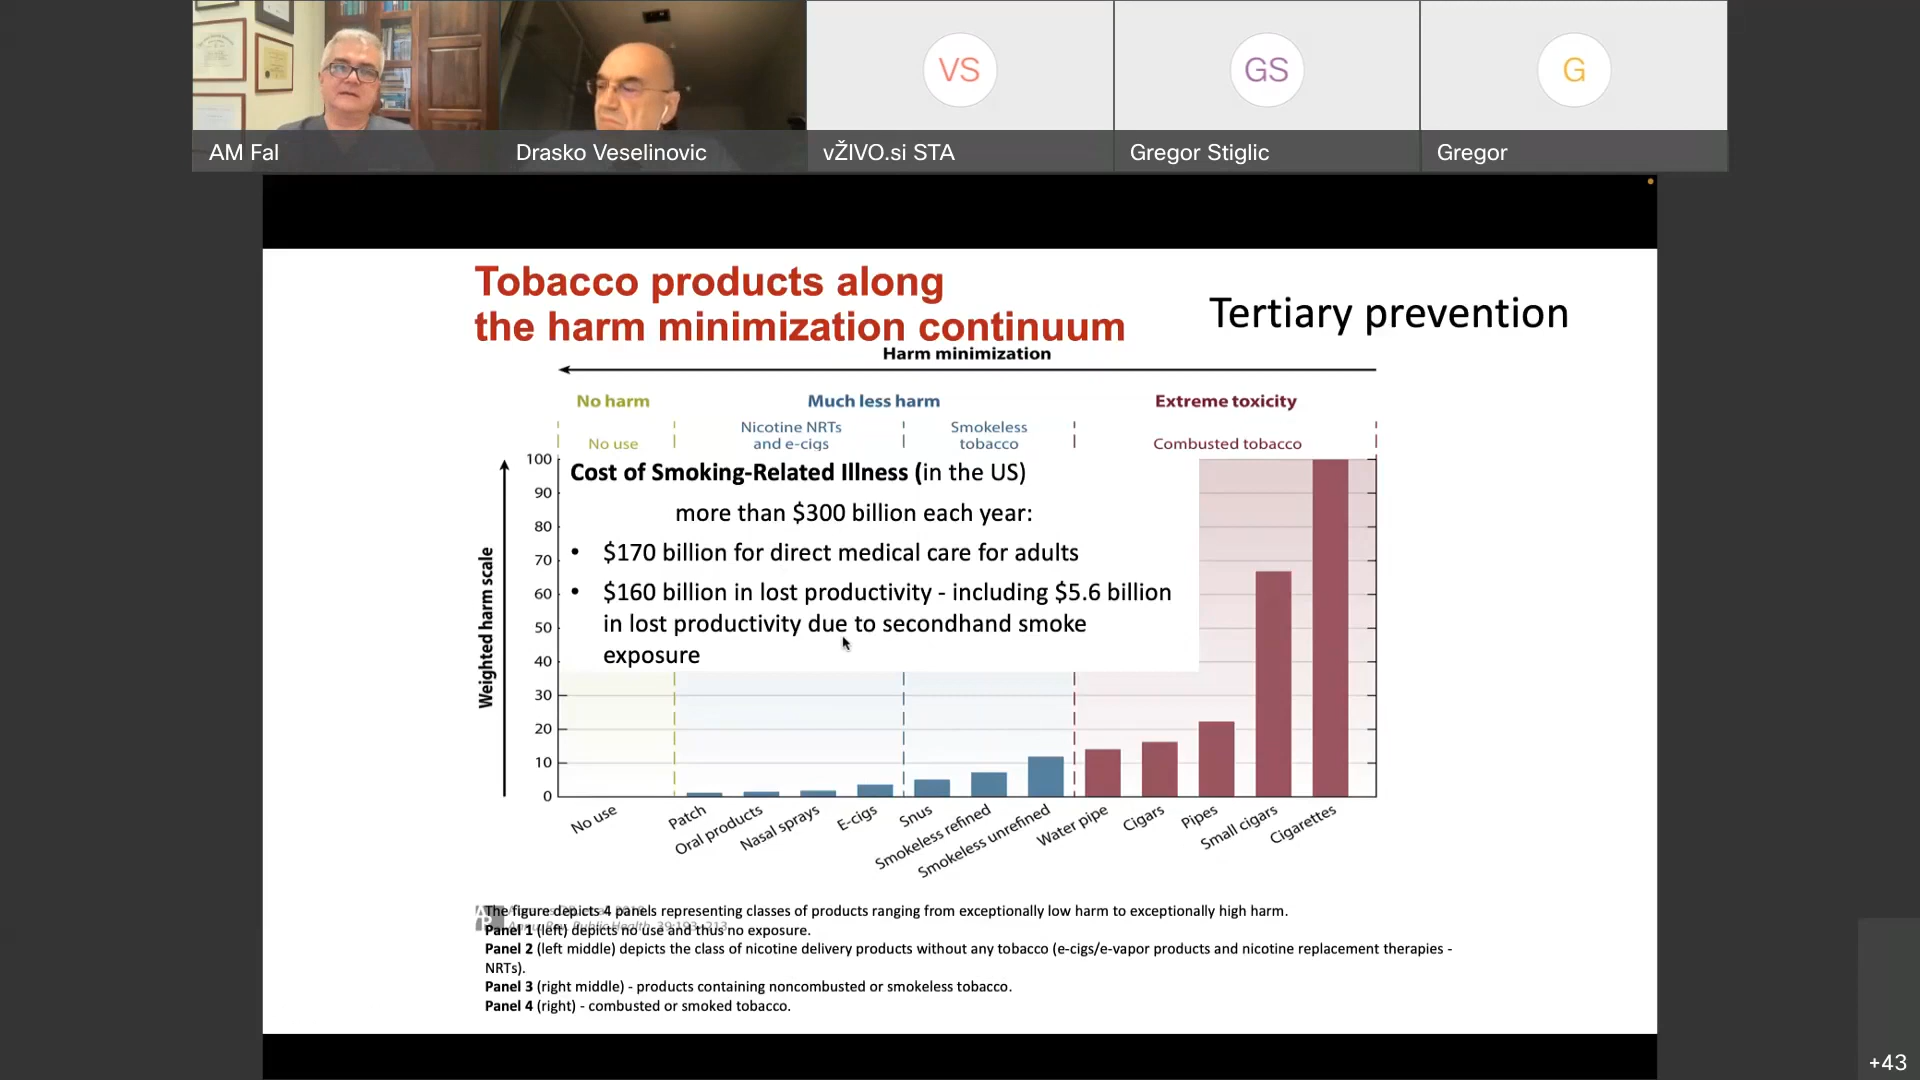 VS
GS
G
AM Fal
Drasko Veselinovic
vŽIVO.si STA
Gregor Stiglic
Gregor
Tobacco products along
the harm minimization continuum
Tertiary prevention
Harm minimization
No harm
Much less harm
Extreme toxicity
No use
Nicotine NRTs
and e-cigs
Smokeless
tobacco
Combusted tobacco
Weighted harm scale
100
90
80
70
60
50
40
30
20
10
0
Cost of Smoking-Related Illness (in the US)
more than $300 billion each year:
• $170 billion for direct medical care for adults
• $160 billion in lost productivity - including $5.6 billion
in lost productivity due to secondhand smoke
exposure
No use
Patch
Oral products
Nasal sprays
E-cigs
Snus
Smokeless refined
Smokeless unrefined
Water pipe
Cigars
Pipes
Small cigars
Cigarettes
The figure depicts 4 panels representing classes of products ranging from exceptionally low harm to exceptionally high harm.
Panel 1 (left) depicts no use and thus no exposure.
Panel 2 (left middle) depicts the class of nicotine delivery products without any tobacco (e-cigs/e-vapor products and nicotine replacement therapies -
NRTs).
Panel 3 (right middle) - products containing noncombusted or smokeless tobacco.
Panel 4 (right) - combusted or smoked tobacco.
+43